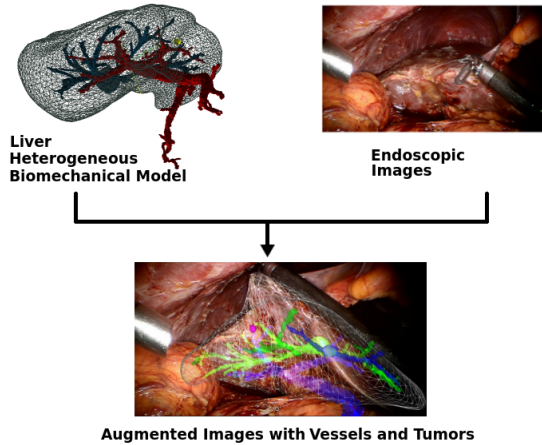 Liver
Heterogeneous
Biomechanical Model
Endoscopic
Images
Augmented Images with Vessels and Tumors